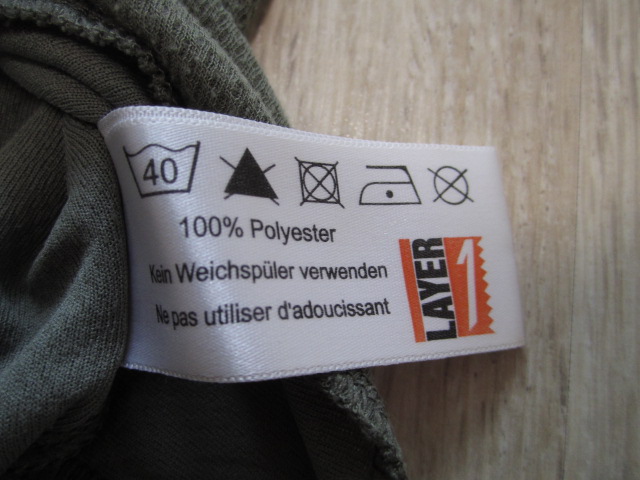 40
100% Polyester
Kein Weichspüler verwenden
Ne pas utiliser d'adoucissant
LAYER
1